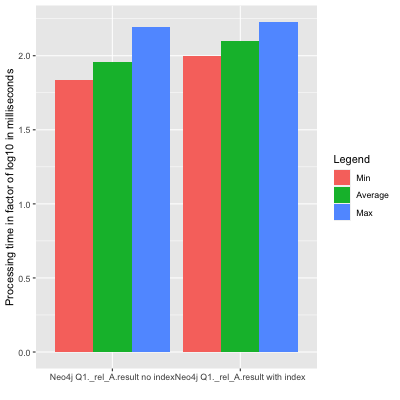 Processing time in factor of log10 in milliseconds
2.0
1.5
1.0
0.5
0.0
Neo4j Q1._rel_A.result no index
Neo4j Q1._rel_A.result with index
Legend
Min
Average
Max